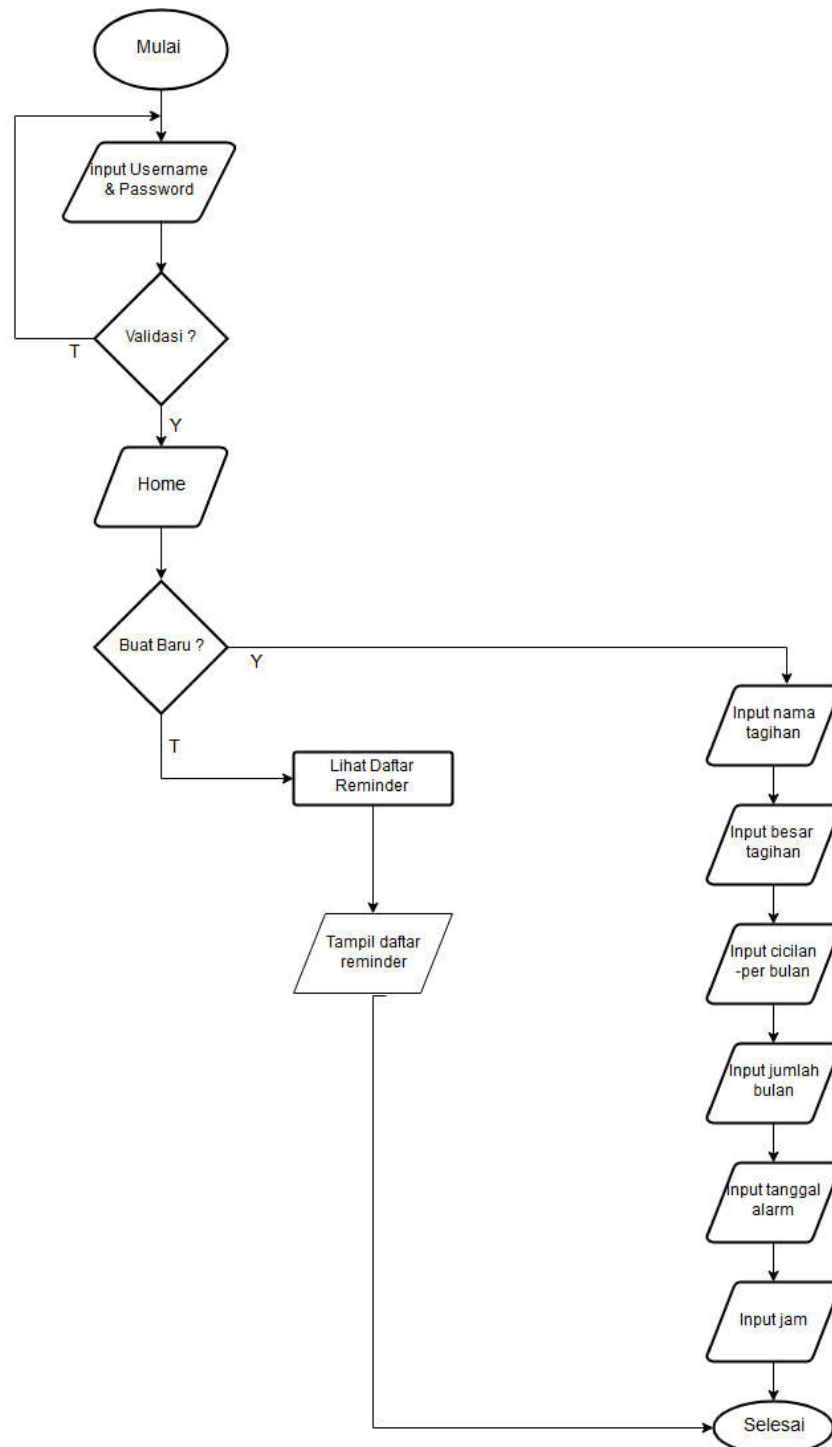 Mulai
input Username
& Password
Validasi ?
T
Y
Home
Buat Baru ?
Y
T
Lihat Daftar
Reminder
Tampil daftar
reminder
Input nama
tagihan
Input besar
tagihan
Input cicilan
-per bulan
Input jumlah
bulan
Input tanggal
alarm
Input jam
Selesai